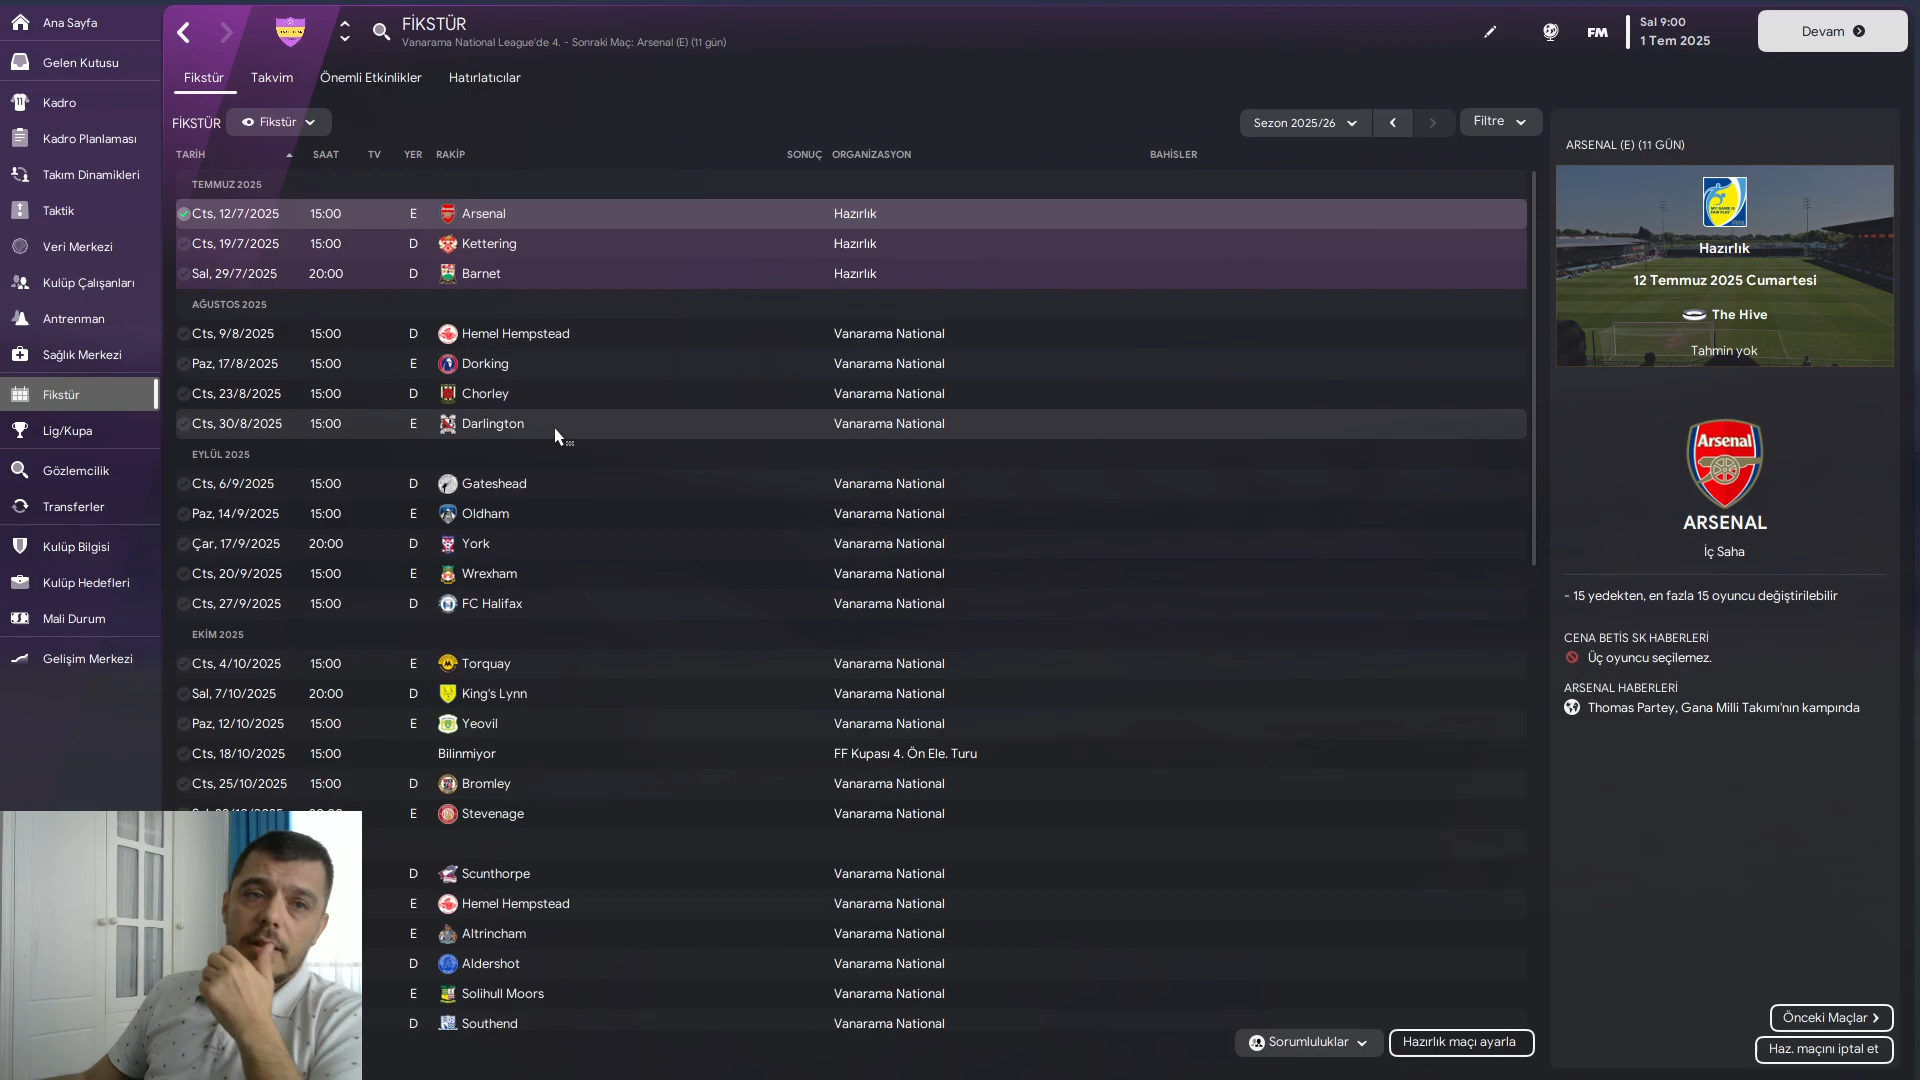 Ana Sayfa
Gelen Kutusu
Kadro
Kadro Planlaması
Takım Dinamikleri
Taktik
Veri Merkezi
Kulüp Çalışanları
Antrenman
Sağlık Merkezi
Fikstür
Lig/Kupa
Gözlemcilik
Transferler
Kulüp Bilgisi
Kulüp Hedefleri
Mali Durum
Gelişim Merkezi
FİKSTÜR
Vanarama National League'de 4. - Sonraki Maç: Arsenal (E) (11 gün)
FM
Sal 9:00
1 Tem 2025
Devam
Fikstür Takvim Önemli Etkinlikler Hatırlatıcılar
FİKSTÜR Fikstür Sezon 2025/26 Filtre
TARİH SAAT TV YER RAKİP SONUÇ ORGANİZASYON BAHİSLER
TEMMUZ 2025
Cts, 12/7/2025 15:00 E Arsenal Hazırlık
Cts, 19/7/2025 15:00 D Kettering Hazırlık
Sal, 29/7/2025 20:00 D Barnet Hazırlık
AĞUSTOS 2025
Cts, 9/8/2025 15:00 D Hemel Hempstead Vanarama National
Paz, 17/8/2025 15:00 E Dorking Vanarama National
Cts, 23/8/2025 15:00 D Chorley Vanarama National
Cts, 30/8/2025 15:00 E Darlington Vanarama National
EYLÜL 2025
Cts, 6/9/2025 15:00 D Gateshead Vanarama National
Paz, 14/9/2025 15:00 E Oldham Vanarama National
Çar, 17/9/2025 20:00 D York Vanarama National
Cts, 20/9/2025 15:00 E Wrexham Vanarama National
Cts, 27/9/2025 15:00 D FC Halifax Vanarama National
EKİM 2025
Cts, 4/10/2025 15:00 E Torquay Vanarama National
Sal, 7/10/2025 20:00 D King's Lynn Vanarama National
Paz, 12/10/2025 15:00 E Yeovil Vanarama National
Cts, 18/10/2025 15:00 Bilinmiyor FF Kupası 4. Ön Ele. Turu
Cts, 25/10/2025 15:00 D Bromley Vanarama National
E Stevenage Vanarama National
D Scunthorpe Vanarama National
E Hemel Hempstead Vanarama National
E Altrincham Vanarama National
D Aldershot Vanarama National
E Solihull Moors Vanarama National
D Southend Vanarama National
Sorumluluklar
Hazırlık maçı ayarla
ARSENAL (E) (11 GÜN)
Hazırlık
12 Temmuz 2025 Cumartesi
The Hive
Tahmin yok
Arsenal
ARSENAL
İç Saha
- 15 yedekten, en fazla 15 oyuncu değiştirilebilir
CENA BETIS SK HABERLERİ
Üç oyuncu seçilemez.
ARSENAL HABERLERİ
Thomas Partey, Gana Milli Takımı'nın kampında
Önceki Maçlar
Haz. maçını iptal et